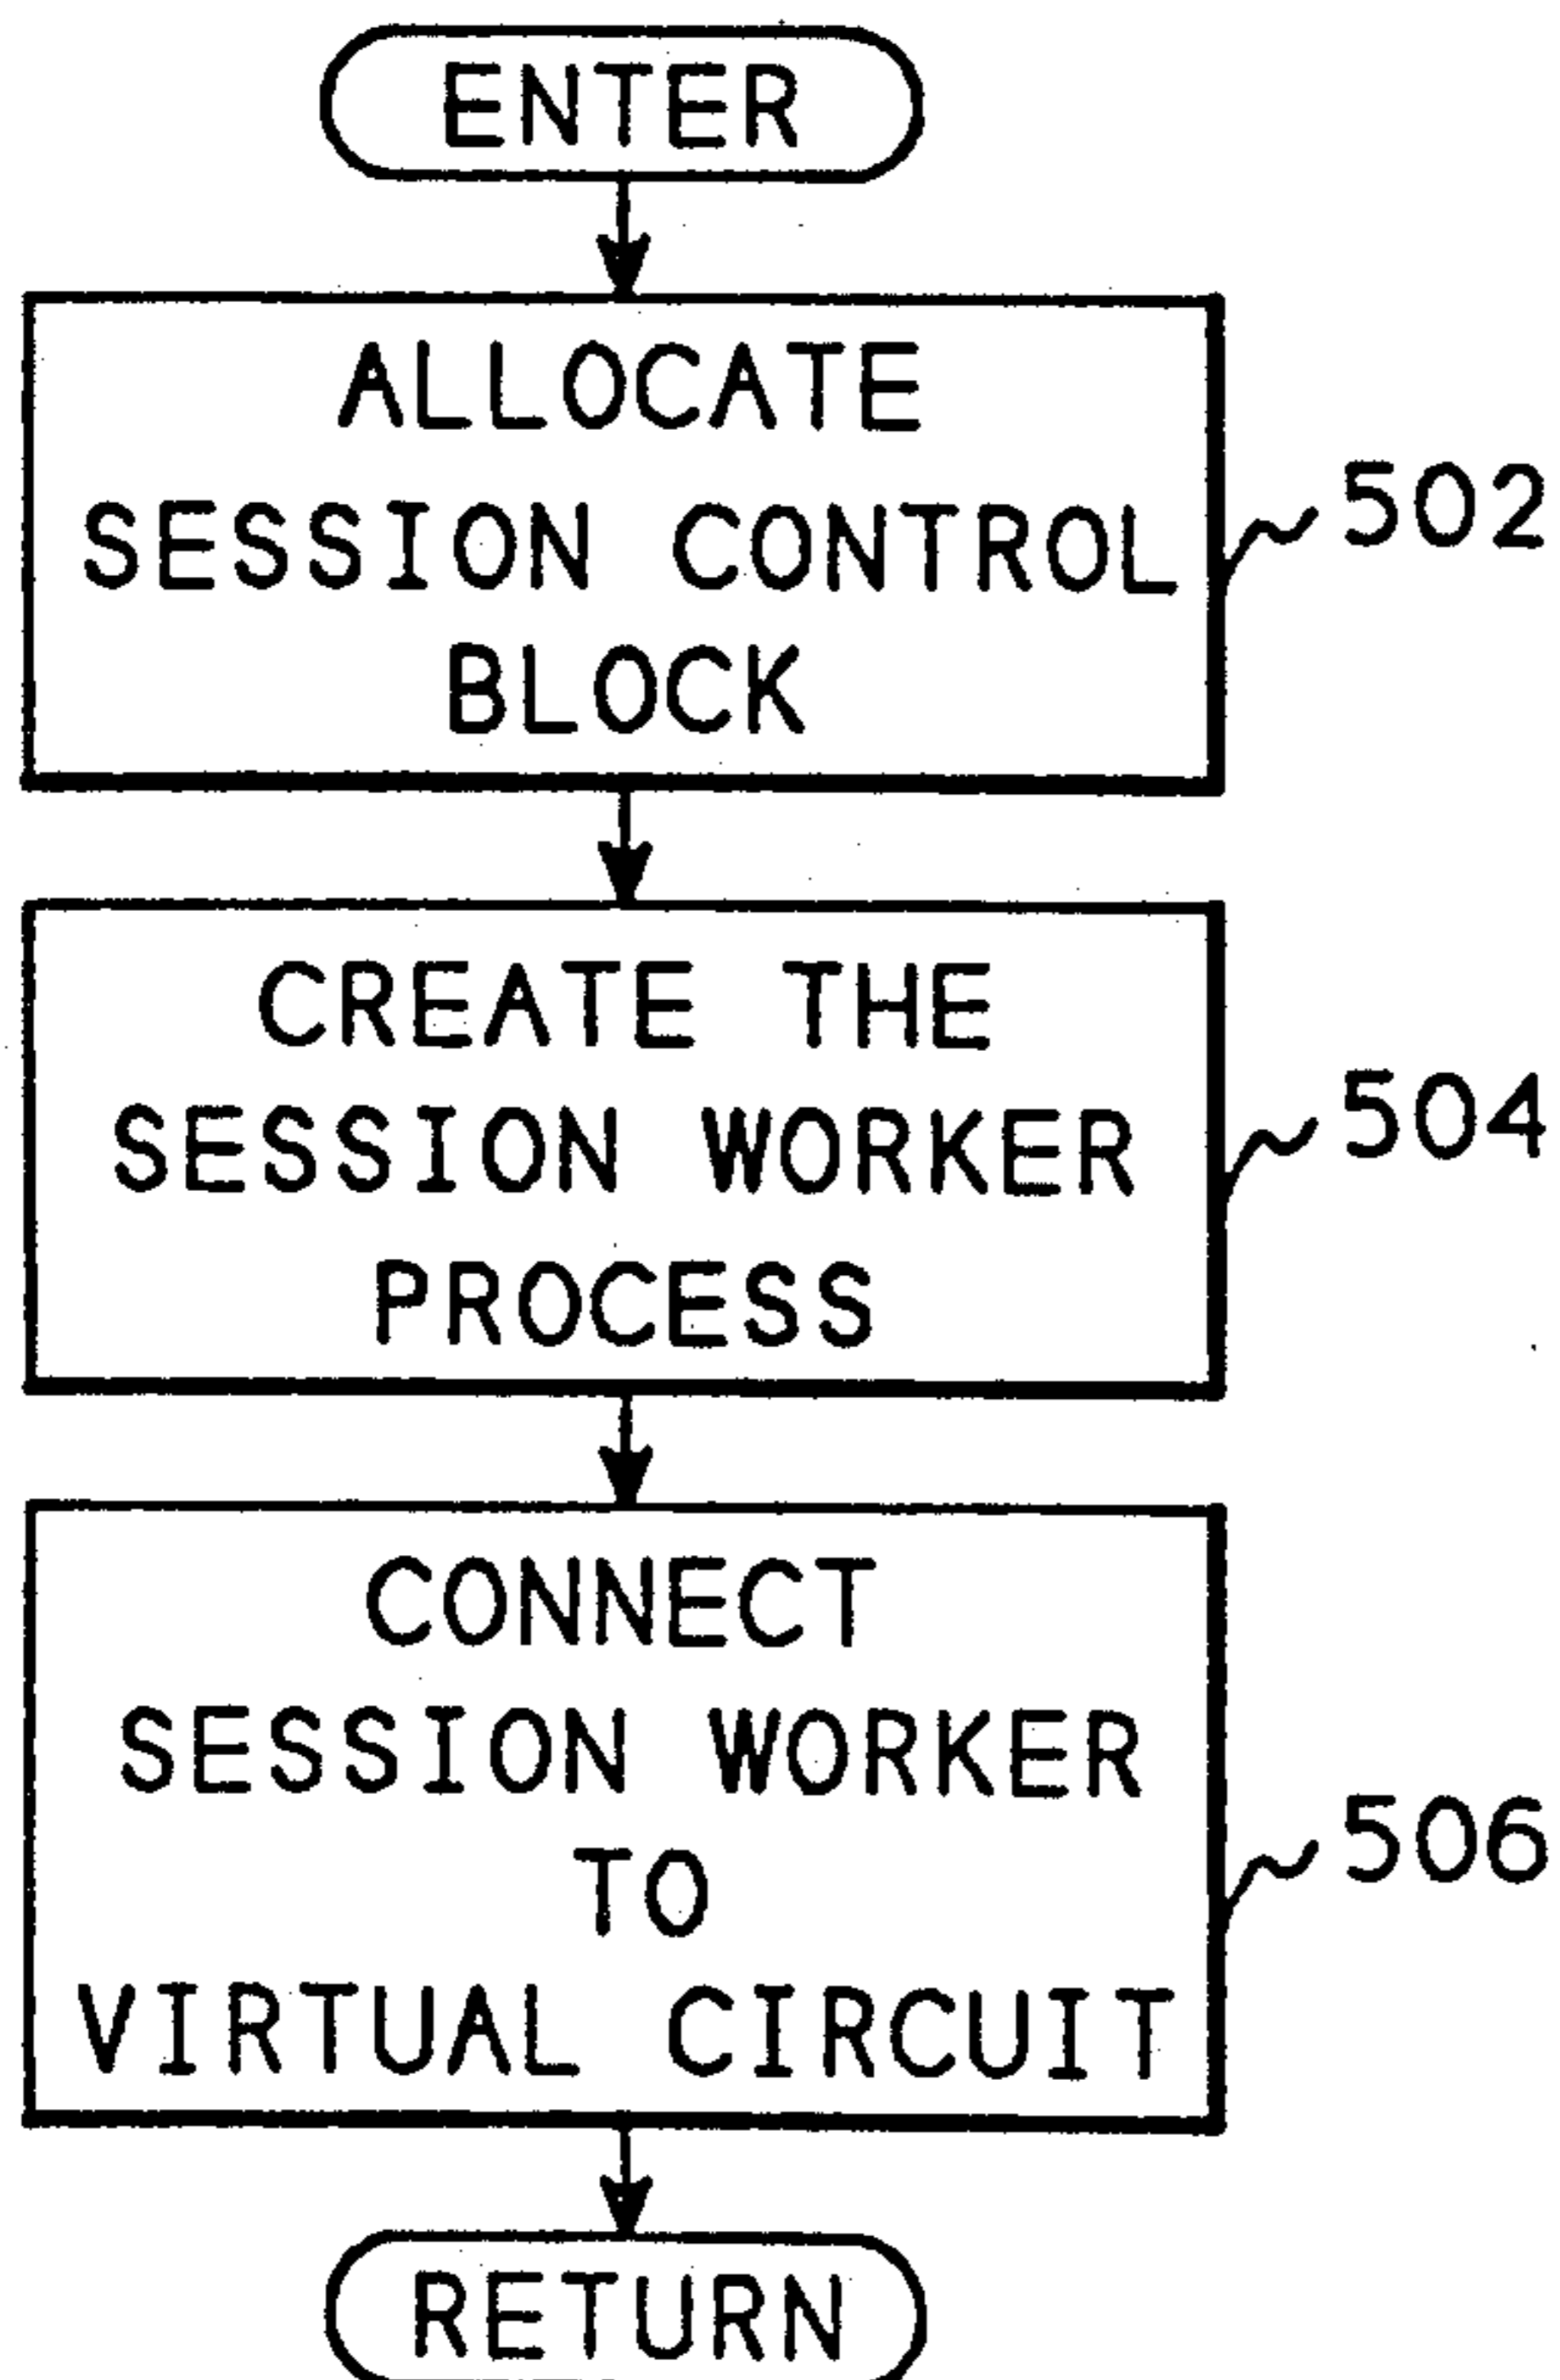 ENTER
ALLOCATE
SESSION CONTROL
BLOCK
502
CREATE THE
SESSION WORKER
PROCESS
504
CONNECT
SESSION WORKER
TO
VIRTUAL CIRCUIT
506
RETURN